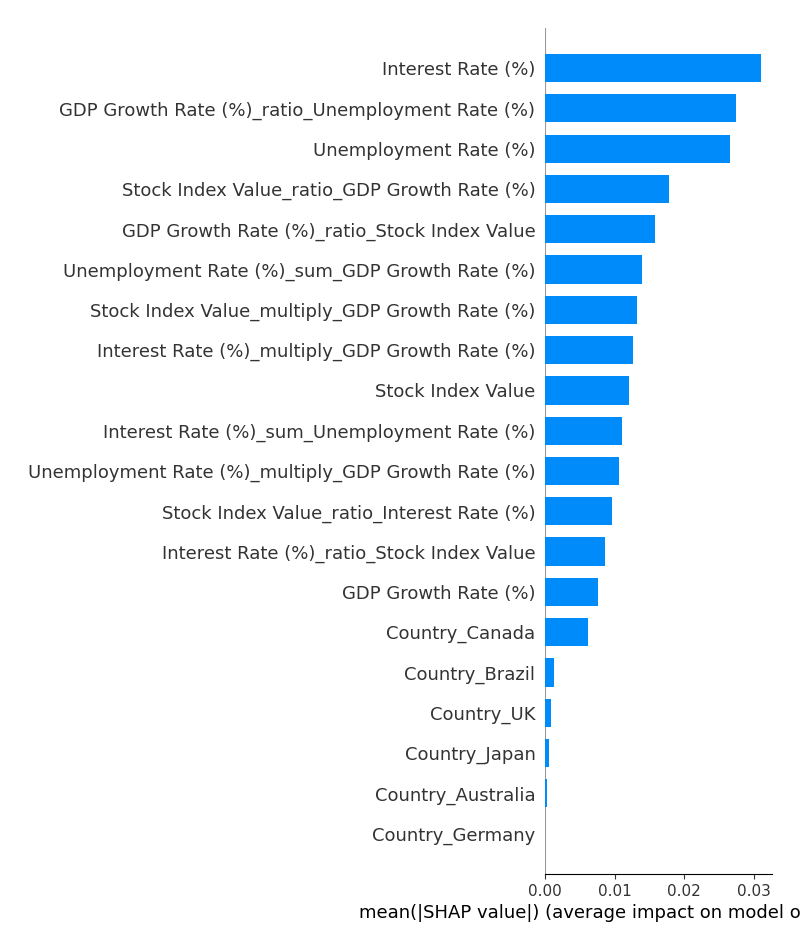 Interest Rate (%)
GDP Growth Rate (%)_ratio_Unemployment Rate (%)
Unemployment Rate (%)
Stock Index Value_ratio_GDP Growth Rate (%)
GDP Growth Rate (%)_ratio_Stock Index Value
Unemployment Rate (%)_sum_GDP Growth Rate (%)
Stock Index Value_multiply_GDP Growth Rate (%)
Interest Rate (%)_multiply_GDP Growth Rate (%)
Stock Index Value
Interest Rate (%)_sum_Unemployment Rate (%)
Unemployment Rate (%)_multiply_GDP Growth Rate (%)
Stock Index Value_ratio_Interest Rate (%)
Interest Rate (%)_ratio_Stock Index Value
GDP Growth Rate (%)
Country_Canada
Country_Brazil
Country_UK
Country_Japan
Country_Australia
Country_Germany
0.00 0.01 0.02 0.03
mean(|SHAP value|) (average impact on model o